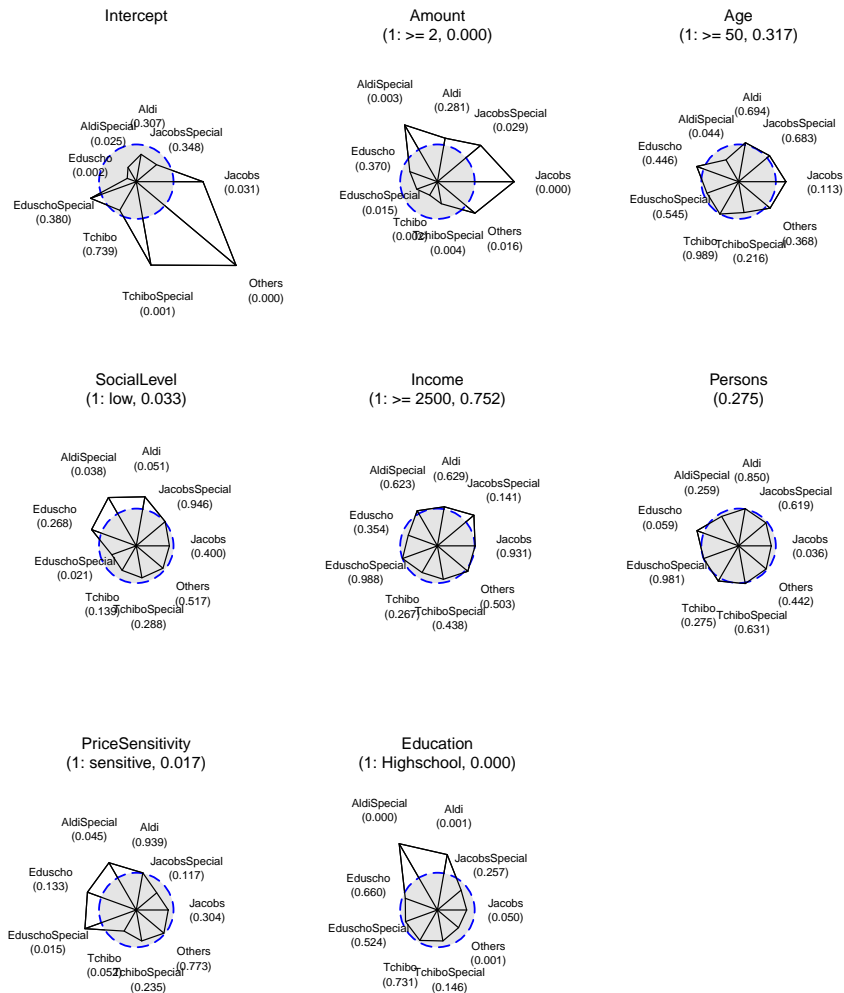 Intercept
Aldi
(0.307)
AldiSpecial
(0.025)
JacobsSpecial
(0.348)
Eduscho
(0.002)
Jacobs
(0.031)
EduschoSpecial
(0.380)
Tchibo
(0.739)
TchiboSpecial
(0.001)
Others
(0.000)
Amount
(1: >= 2, 0.000)
AldiSpecial
(0.003)
Aldi
(0.281)
JacobsSpecial
(0.029)
Eduscho
(0.370)
Jacobs
(0.000)
EduschoSpecial
(0.015)
Tchibo
(0.002)
TchiboSpecial
(0.004)
Others
(0.016)
Age
(1: >= 50, 0.317)
Aldi
(0.694)
AldiSpecial
(0.044)
JacobsSpecial
(0.683)
Eduscho
(0.446)
Jacobs
(0.113)
EduschoSpecial
(0.545)
Tchibo
(0.989)
TchiboSpecial
(0.216)
Others
(0.368)
SocialLevel
(1: low, 0.033)
AldiSpecial
(0.038)
Aldi
(0.051)
JacobsSpecial
(0.946)
Eduscho
(0.268)
Jacobs
(0.400)
EduschoSpecial
(0.021)
Tchibo
(0.139)
TchiboSpecial
(0.288)
Others
(0.517)
Income
(1: >= 2500, 0.752)
AldiSpecial
(0.623)
Aldi
(0.629)
JacobsSpecial
(0.141)
Eduscho
(0.354)
Jacobs
(0.931)
EduschoSpecial
(0.988)
Tchibo
(0.267)
TchiboSpecial
(0.438)
Others
(0.503)
Persons
(0.275)
AldiSpecial
(0.259)
Aldi
(0.850)
JacobsSpecial
(0.619)
Eduscho
(0.059)
Jacobs
(0.036)
EduschoSpecial
(0.981)
Tchibo
(0.275)
TchiboSpecial
(0.631)
Others
(0.442)
PriceSensitivity
(1: sensitive, 0.017)
AldiSpecial
(0.045)
Aldi
(0.939)
JacobsSpecial
(0.117)
Eduscho
(0.133)
Jacobs
(0.304)
EduschoSpecial
(0.015)
Tchibo
(0.052)
TchiboSpecial
(0.235)
Others
(0.773)
Education
(1: Highschool, 0.000)
AldiSpecial
(0.000)
Aldi
(0.001)
JacobsSpecial
(0.257)
Eduscho
(0.660)
Jacobs
(0.050)
EduschoSpecial
(0.524)
Tchibo
(0.731)
TchiboSpecial
(0.146)
Others
(0.001)